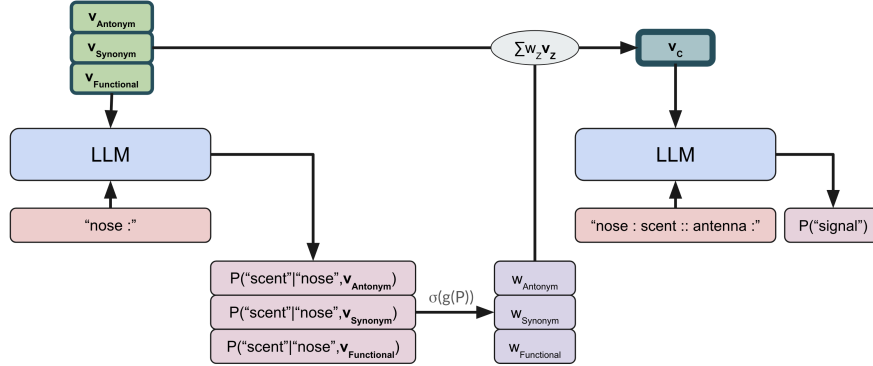 v_Antonym
v_Synonym
v_Functional
∑w_z v_z
v_C
LLM
LLM
“nose :”
“nose : scent :: antenna :”
P(“signal”)
P(“scent”|“nose”,v_Antonym)
P(“scent”|“nose”,v_Synonym)
P(“scent”|“nose”,v_Functional)
σ(g(P))
w_Antonym
w_Synonym
w_Functional